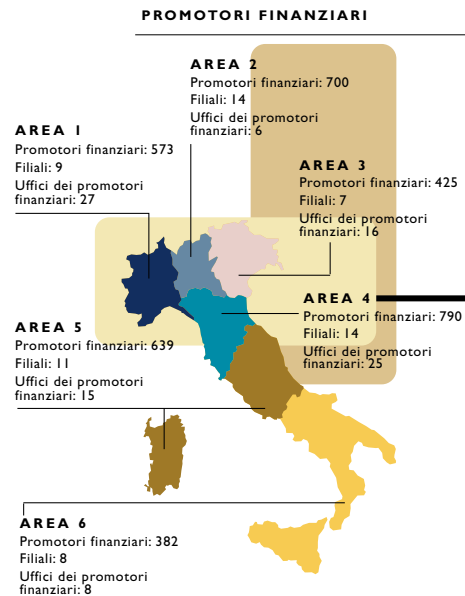 PROMOTORI FINANZIARI
AREA 2
Promotori finanziari: 700
Filiali: 14
Uffici dei promotori
finanziari: 6
AREA 1
Promotori finanziari: 573
Filiali: 9
Uffici dei promotori
finanziari: 27
AREA 3
Promotori finanziari: 425
Filiali: 7
Uffici dei promotori
finanziari: 16
AREA 4
Promotori finanziari: 790
Filiali: 14
Uffici dei promotori
finanziari: 25
AREA 5
Promotori finanziari: 639
Filiali: 11
Uffici dei promotori
finanziari: 15
AREA 6
Promotori finanziari: 382
Filiali: 8
Uffici dei promotori
finanziari: 8